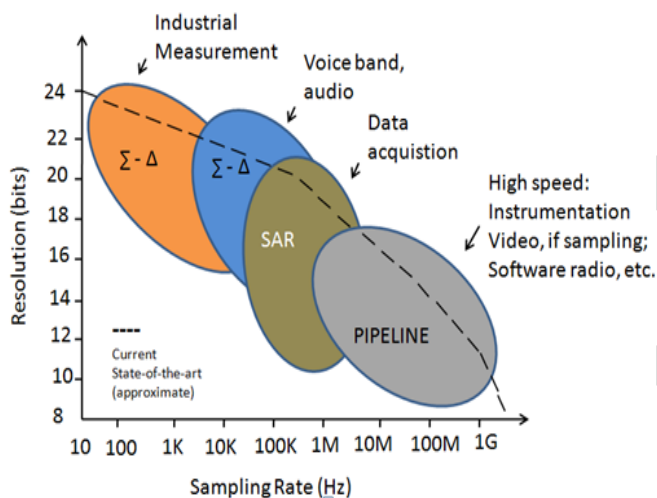 Industrial
Measurement
Voice band,
audio
Data
acquistion
High speed:
Instrumentation
Video, if sampling;
Software radio, etc.
Resolution (bits)
24
22
20
18
16
14
12
10
8
∑ - Δ
∑ - Δ
SAR
PIPELINE
Current
State-of-the-art
(approximate)
10 100 1K 10K 100K 1M 10M 100M 1G
Sampling Rate (Hz)